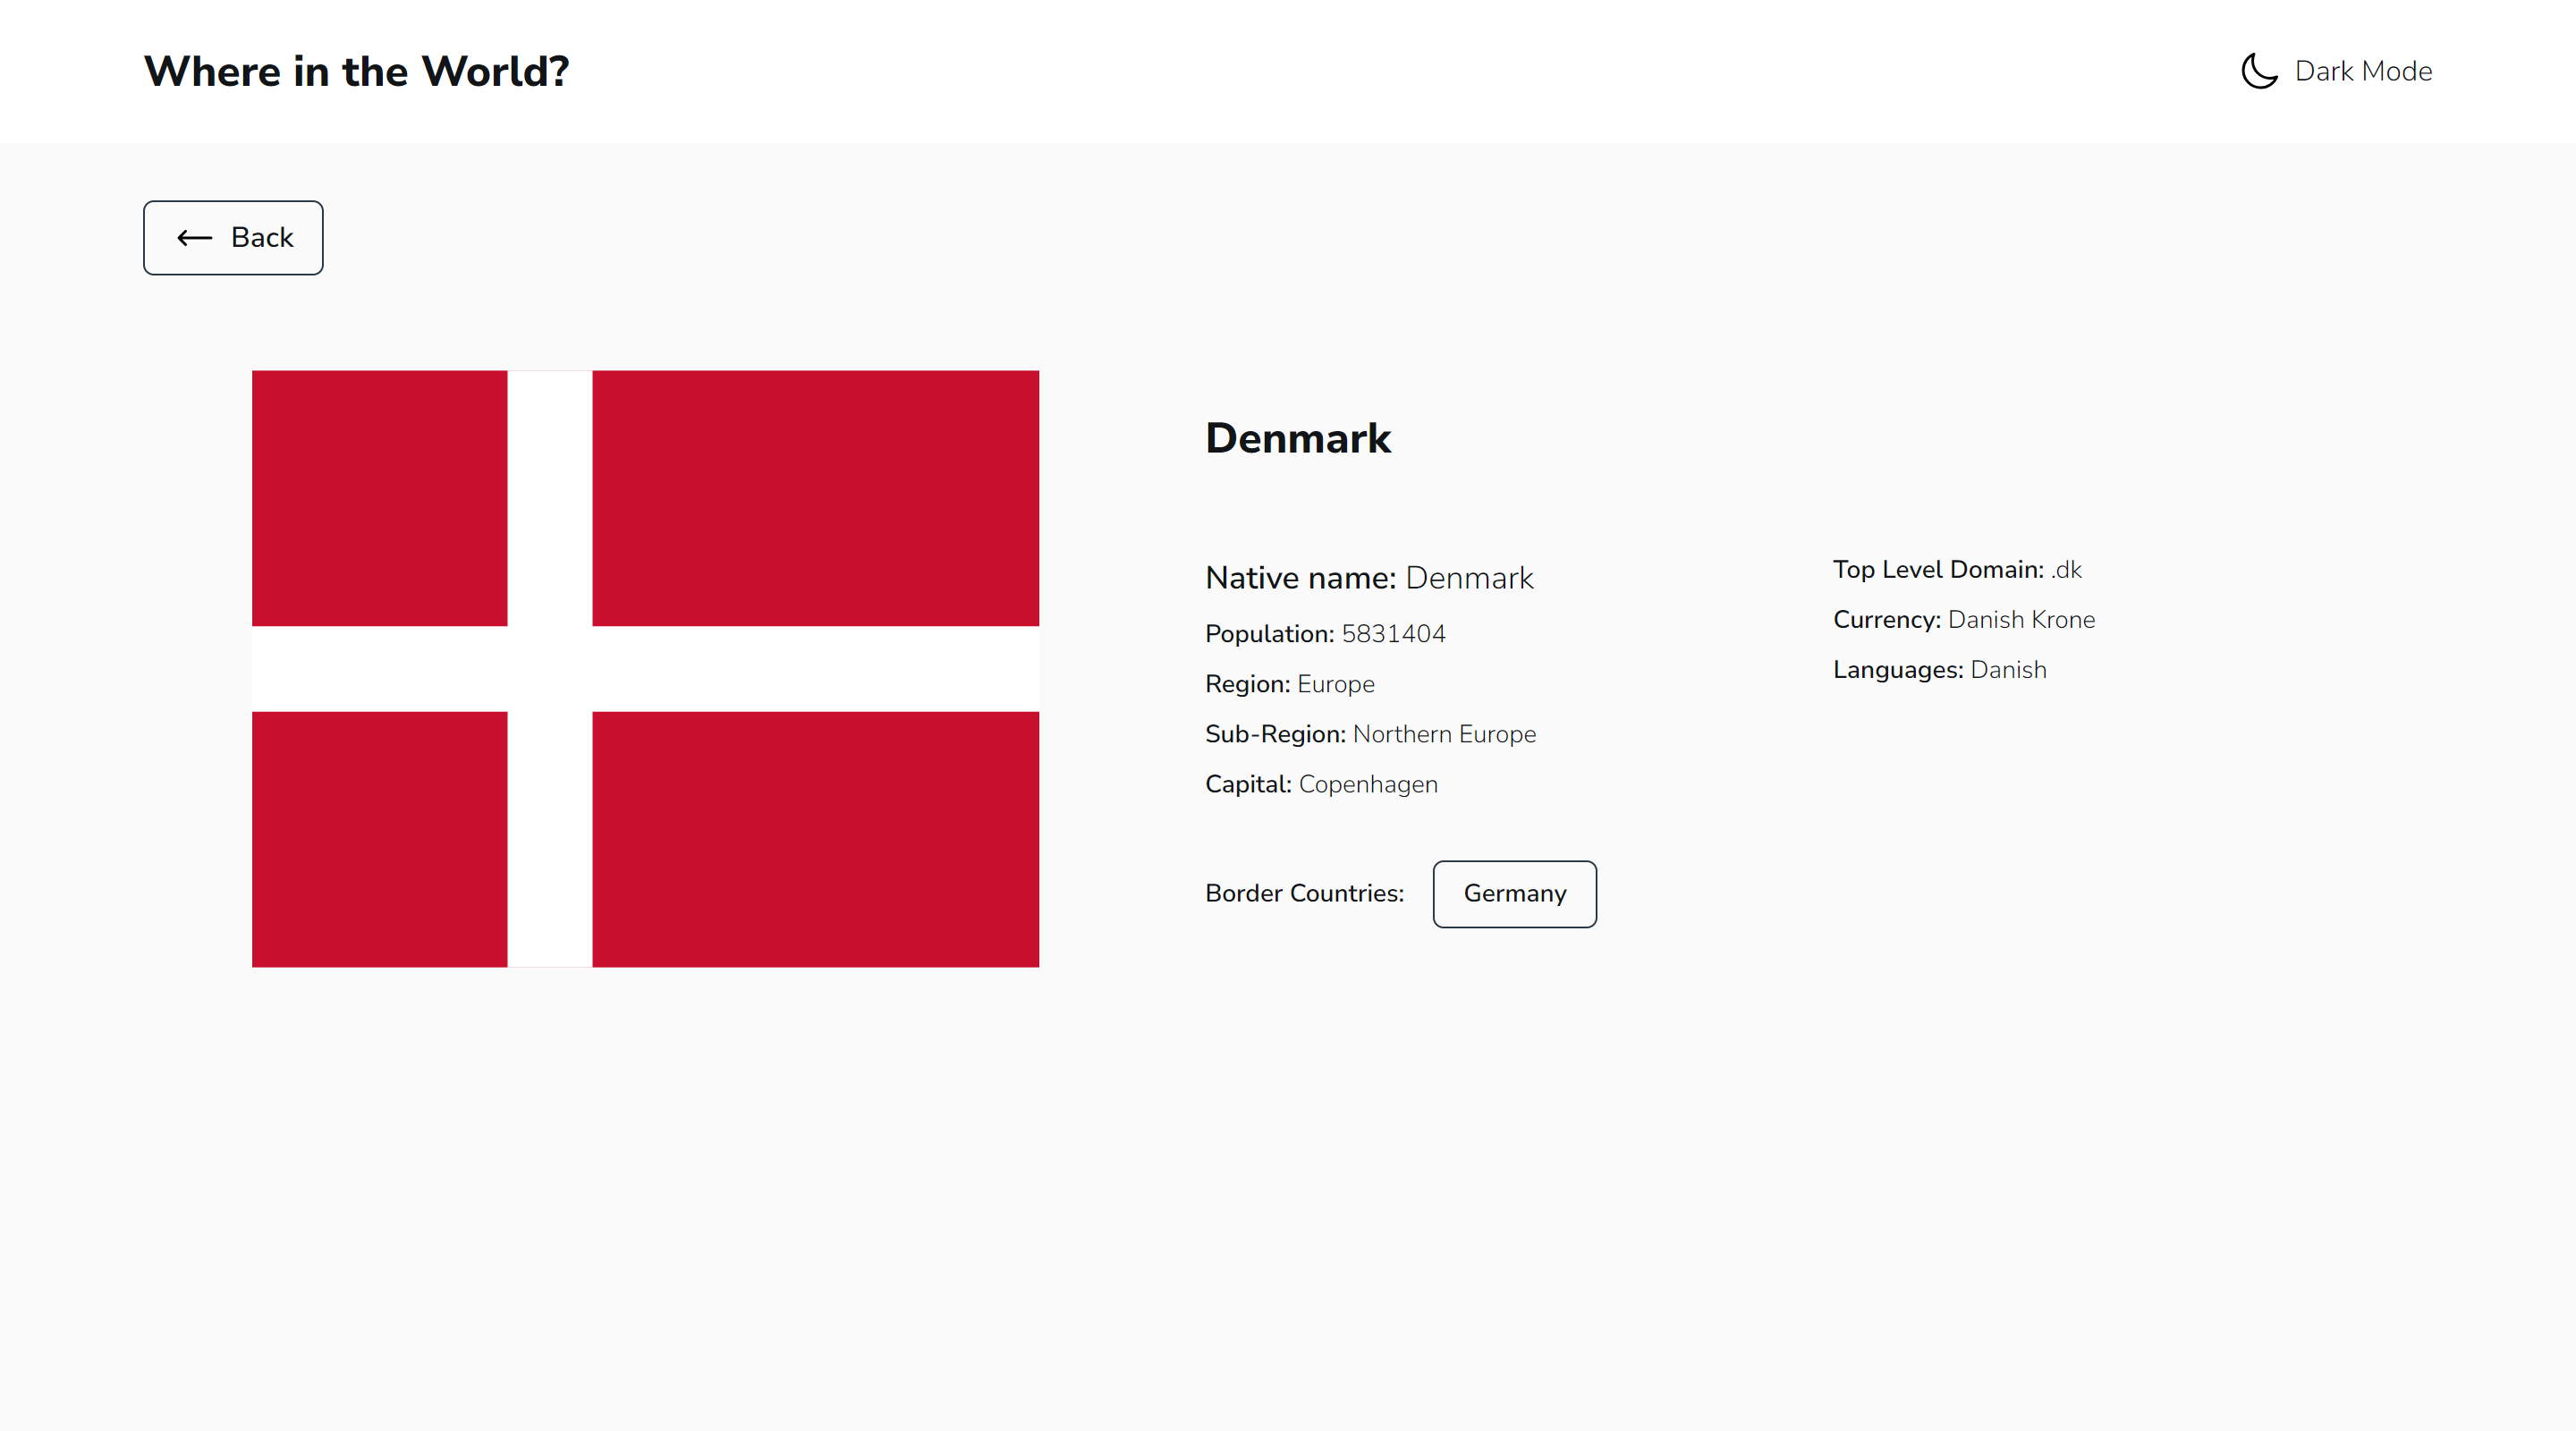 Where in the World?
Dark Mode
Back
Denmark
Native name: Denmark
Population: 5831404
Region: Europe
Sub-Region: Northern Europe
Capital: Copenhagen
Top Level Domain: .dk
Currency: Danish Krone
Languages: Danish
Border Countries:
Germany